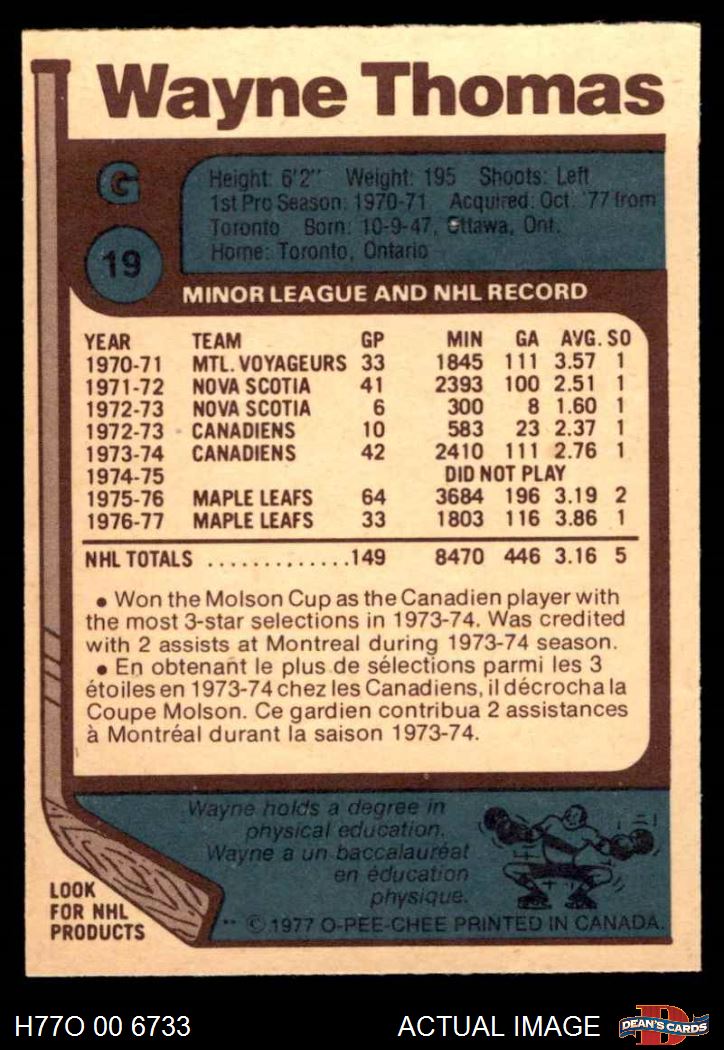 Wayne Thomas
G
Height: 6'2" Weight: 195 Shoots: Left
1st Pro Season: 1970-71 Acquired: Oct. '77 from
Toronto Born: 10-9-47, Ottawa, Ont.
Home: Toronto, Ontario
19
MINOR LEAGUE AND NHL RECORD
YEAR TEAM GP MIN GA AVG. SO
1970-71 MTL. VOYAGEURS 33 1845 111 3.57 1
1971-72 NOVA SCOTIA 41 2393 100 2.51 1
1972-73 NOVA SCOTIA 6 300 8 1.60 1
1972-73 CANADIENS 10 583 23 2.37 1
1973-74 CANADIENS 42 2410 111 2.76 1
1974-75 DID NOT PLAY
1975-76 MAPLE LEAFS 64 3684 196 3.19 2
1976-77 MAPLE LEAFS 33 1803 116 3.86 1
NHL TOTALS .............149 8470 446 3.16 5
• Won the Molson Cup as the Canadien player with
the most 3-star selections in 1973-74. Was credited
with 2 assists at Montreal during 1973-74 season.
• En obtenant le plus de sélections parmi les 3
étoiles en 1973-74 chez les Canadiens, il décrocha la
Coupe Molson. Ce gardien contribua 2 assistances
à Montréal durant la saison 1973-74.
Wayne holds a degree in
physical education.
Wayne a un baccalauréat
en éducation
physique.
LOOK
FOR NHL
PRODUCTS
** © 1977 O-PEE-CHEE PRINTED IN CANADA.
H77O 00 6733
ACTUAL IMAGE
D
DEAN'S CARDS